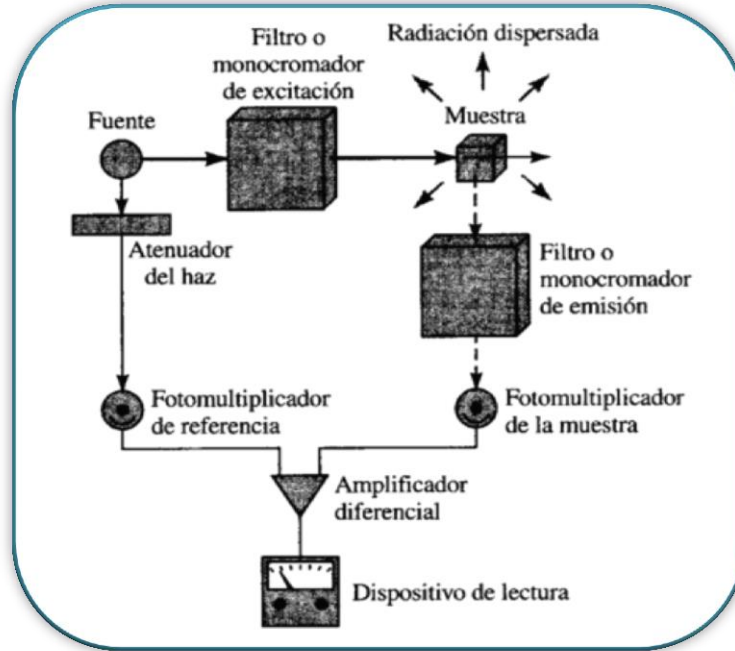 Filtro o
monocromador
de excitación
Radiación dispersada
Fuente
Muestra
Atenuador
del haz
Filtro o
monocromador
de emisión
Fotomultiplicador
de referencia
Fotomultiplicador
de la muestra
Amplificador
diferencial
Dispositivo de lectura